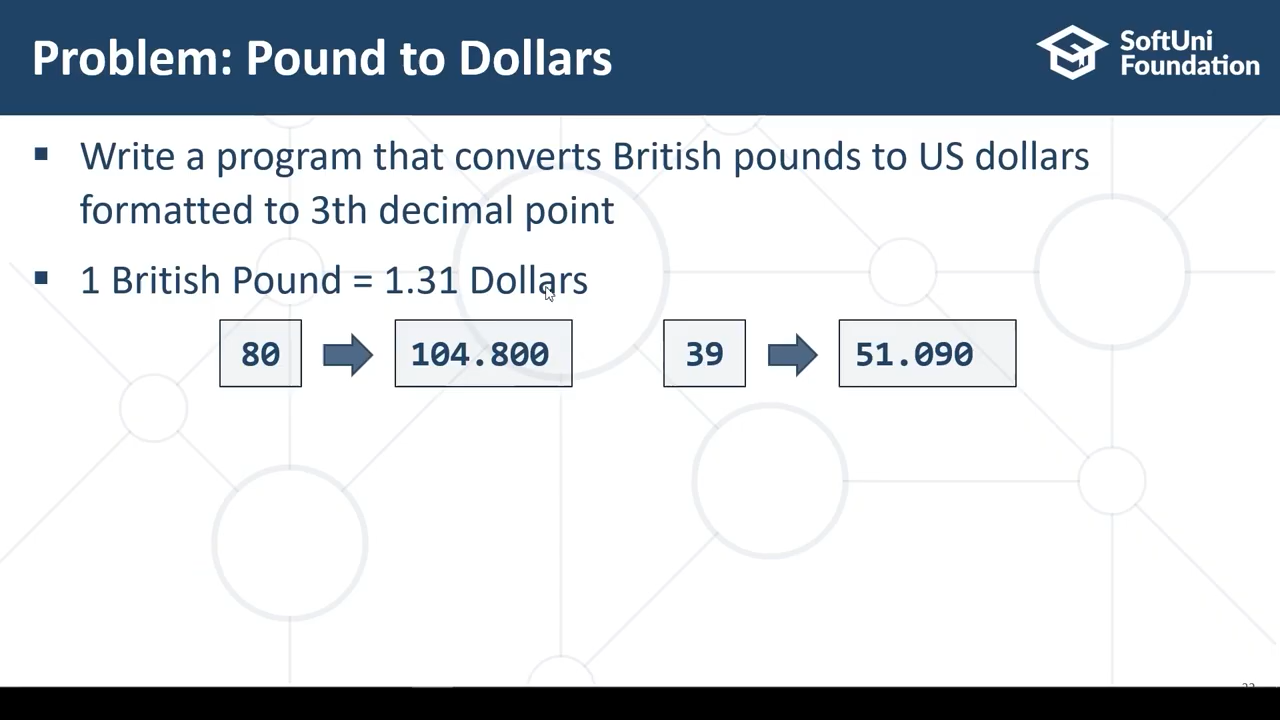 Problem: Pound to Dollars
SoftUni
Foundation
▪ Write a program that converts British pounds to US dollars
formatted to 3th decimal point
▪ 1 British Pound = 1.31 Dollars
80 104.800 39 51.090